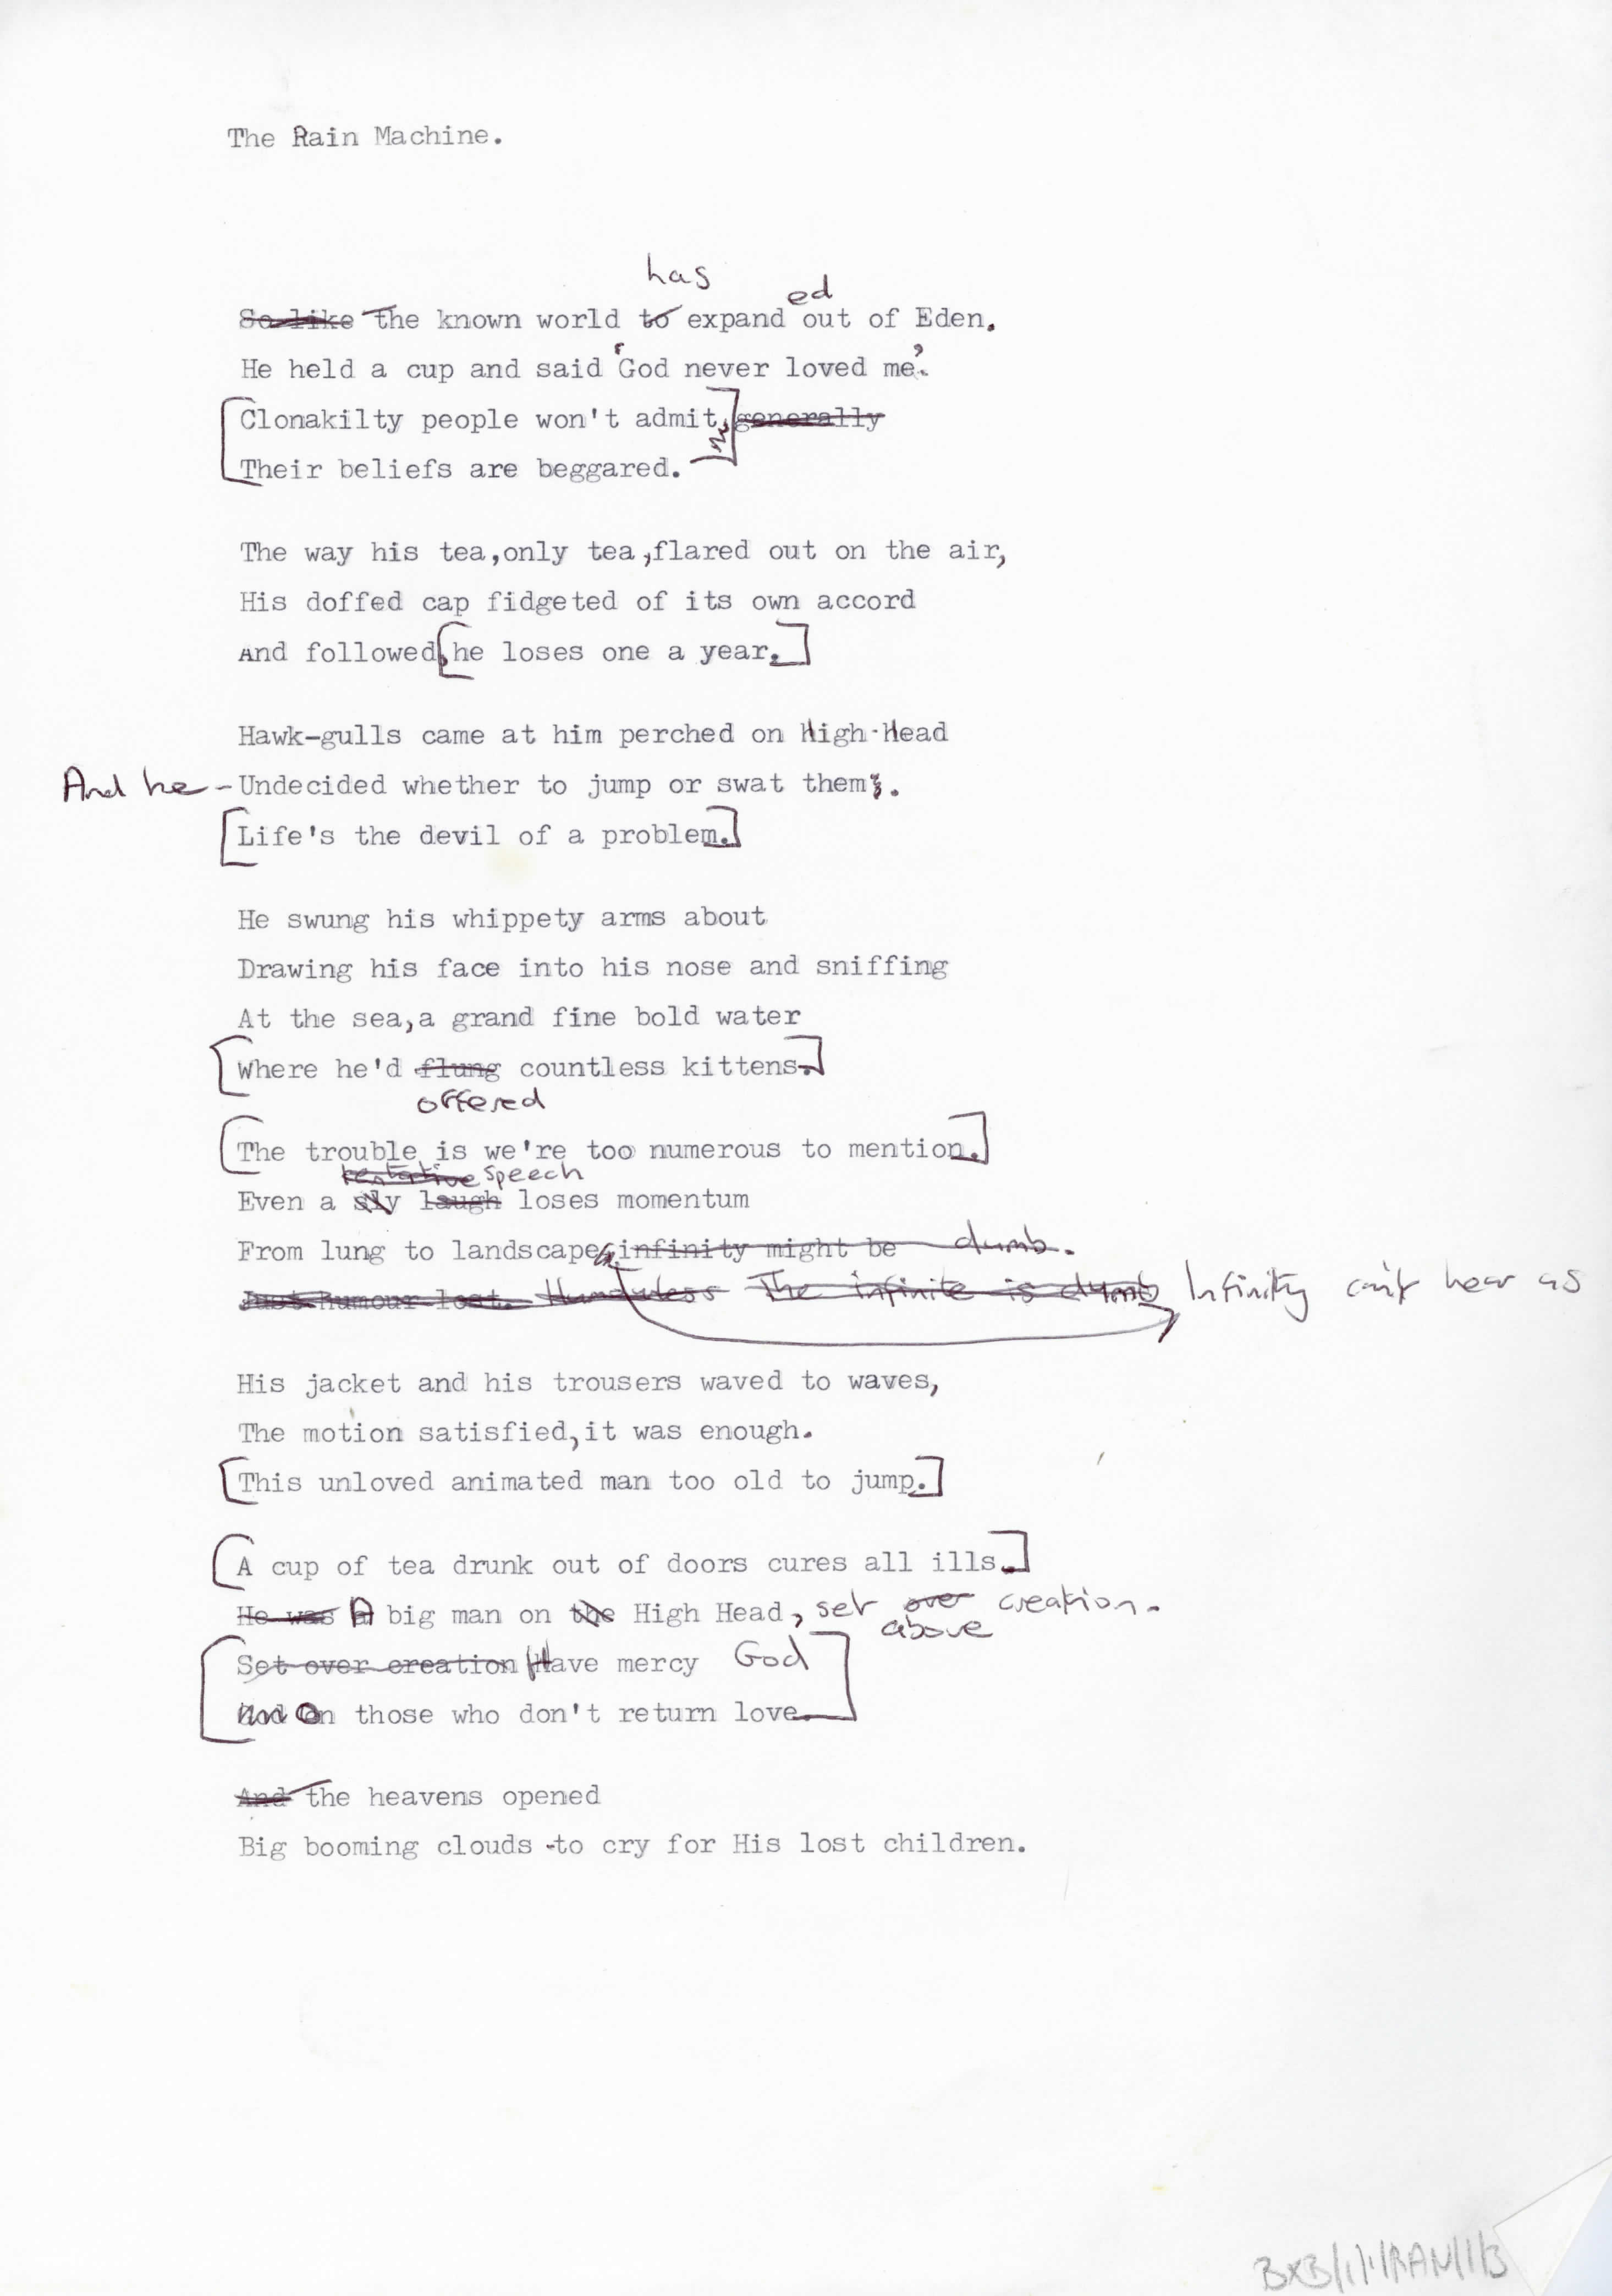 The Rain Machine.
has ed
So like The known world to expand out of Eden.
He held a cup and said 'God never loved me'.
[Clonakilty people won't admit,] generally
Their beliefs are beggared.]
The way his tea,only tea,flared out on the air,
His doffed cap fidgeted of its own accord
And followed,[he loses one a year.]
Hawk-gulls came at him perched on high-Head
And he - Undecided whether to jump or swat them.
[Life's the devil of a problem.]
He swung his whippety arms about
Drawing his face into his nose and sniffing
At the sea,a grand fine bold water
[Where he'd flung countless kittens.]
offered
[The trouble is we're too numerous to mention.]
tentative speech
Even a sly laugh loses momentum
From lung to landscape, infinity might be dumb.
Just humour lost. Humourless The infinite is dumb Infinity can't hear us
His jacket and his trousers waved to waves,
The motion satisfied,it was enough.
[This unloved animated man too old to jump.]
[A cup of tea drunk out of doors cures all ills.]
He was A big man on the High Head, set over creation.
above
[Set over creation Have mercy God
God On those who don't return love.]
And The heavens opened
Big booming clouds -to cry for His lost children.
BXB/1/1/RAN/1/3